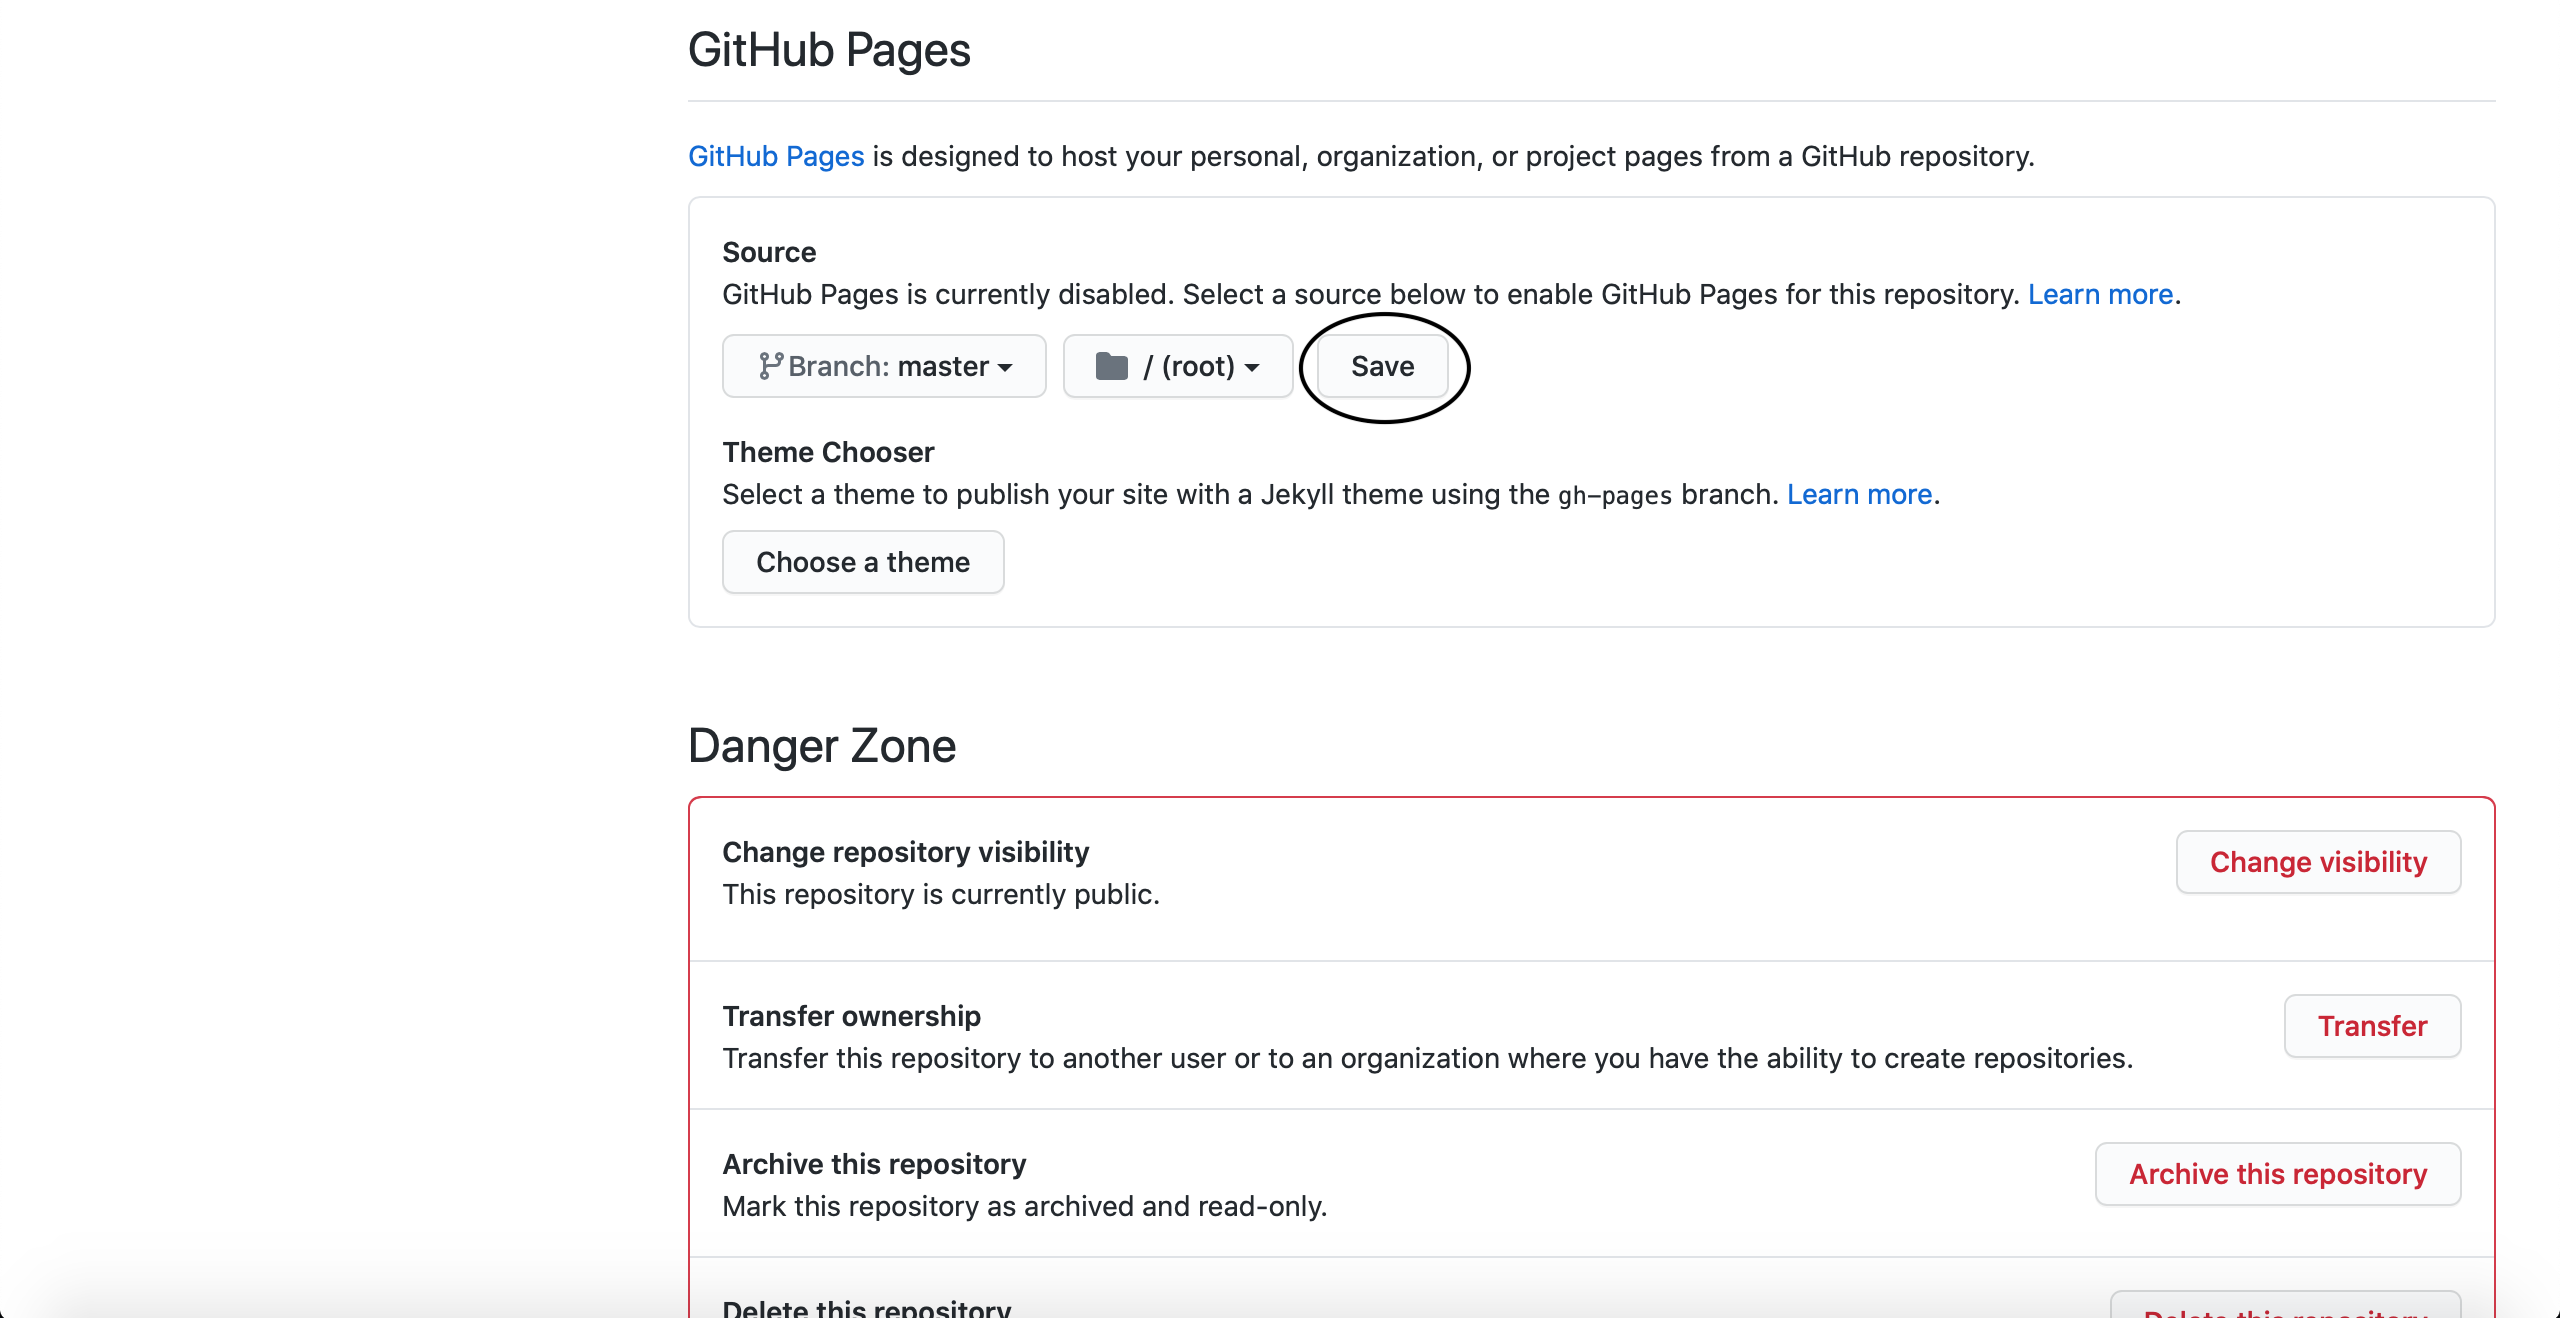 GitHub Pages
GitHub Pages is designed to host your personal, organization, or project pages from a GitHub repository.
Source
GitHub Pages is currently disabled. Select a source below to enable GitHub Pages for this repository. Learn more.
Branch: master / (root) Save
Theme Chooser
Select a theme to publish your site with a Jekyll theme using the gh-pages branch. Learn more.
Choose a theme
Danger Zone
Change repository visibility
Change visibility
This repository is currently public.
Transfer ownership
Transfer
Transfer this repository to another user or to an organization where you have the ability to create repositories.
Archive this repository
Archive this repository
Mark this repository as archived and read-only.
Delete this repository
Delete this repository